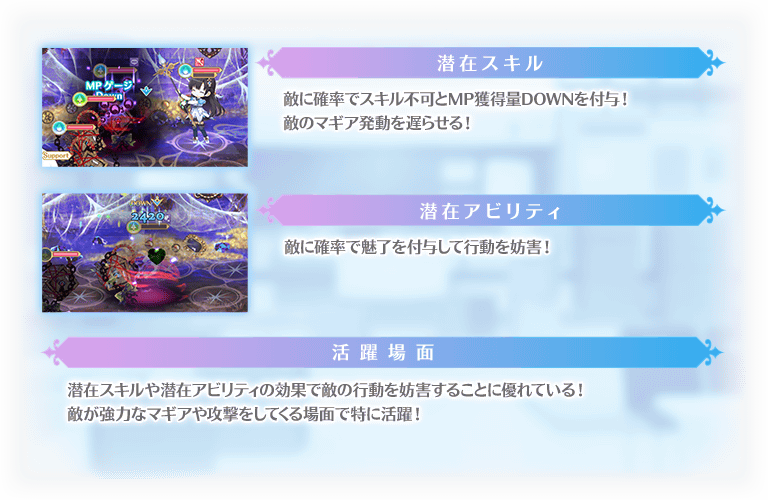 潜在スキル
MPゲージ
Down
Support
敵に確率でスキル不可とMP獲得量DOWNを付与！
敵のマギア発動を遅らせる！
潜在アビリティ
DOWN
2420
敵に確率で魅了を付与して行動を妨害！
活躍場面
潜在スキルや潜在アビリティの効果で敵の行動を妨害することに優れている！
敵が強力なマギアや攻撃をしてくる場面で特に活躍！